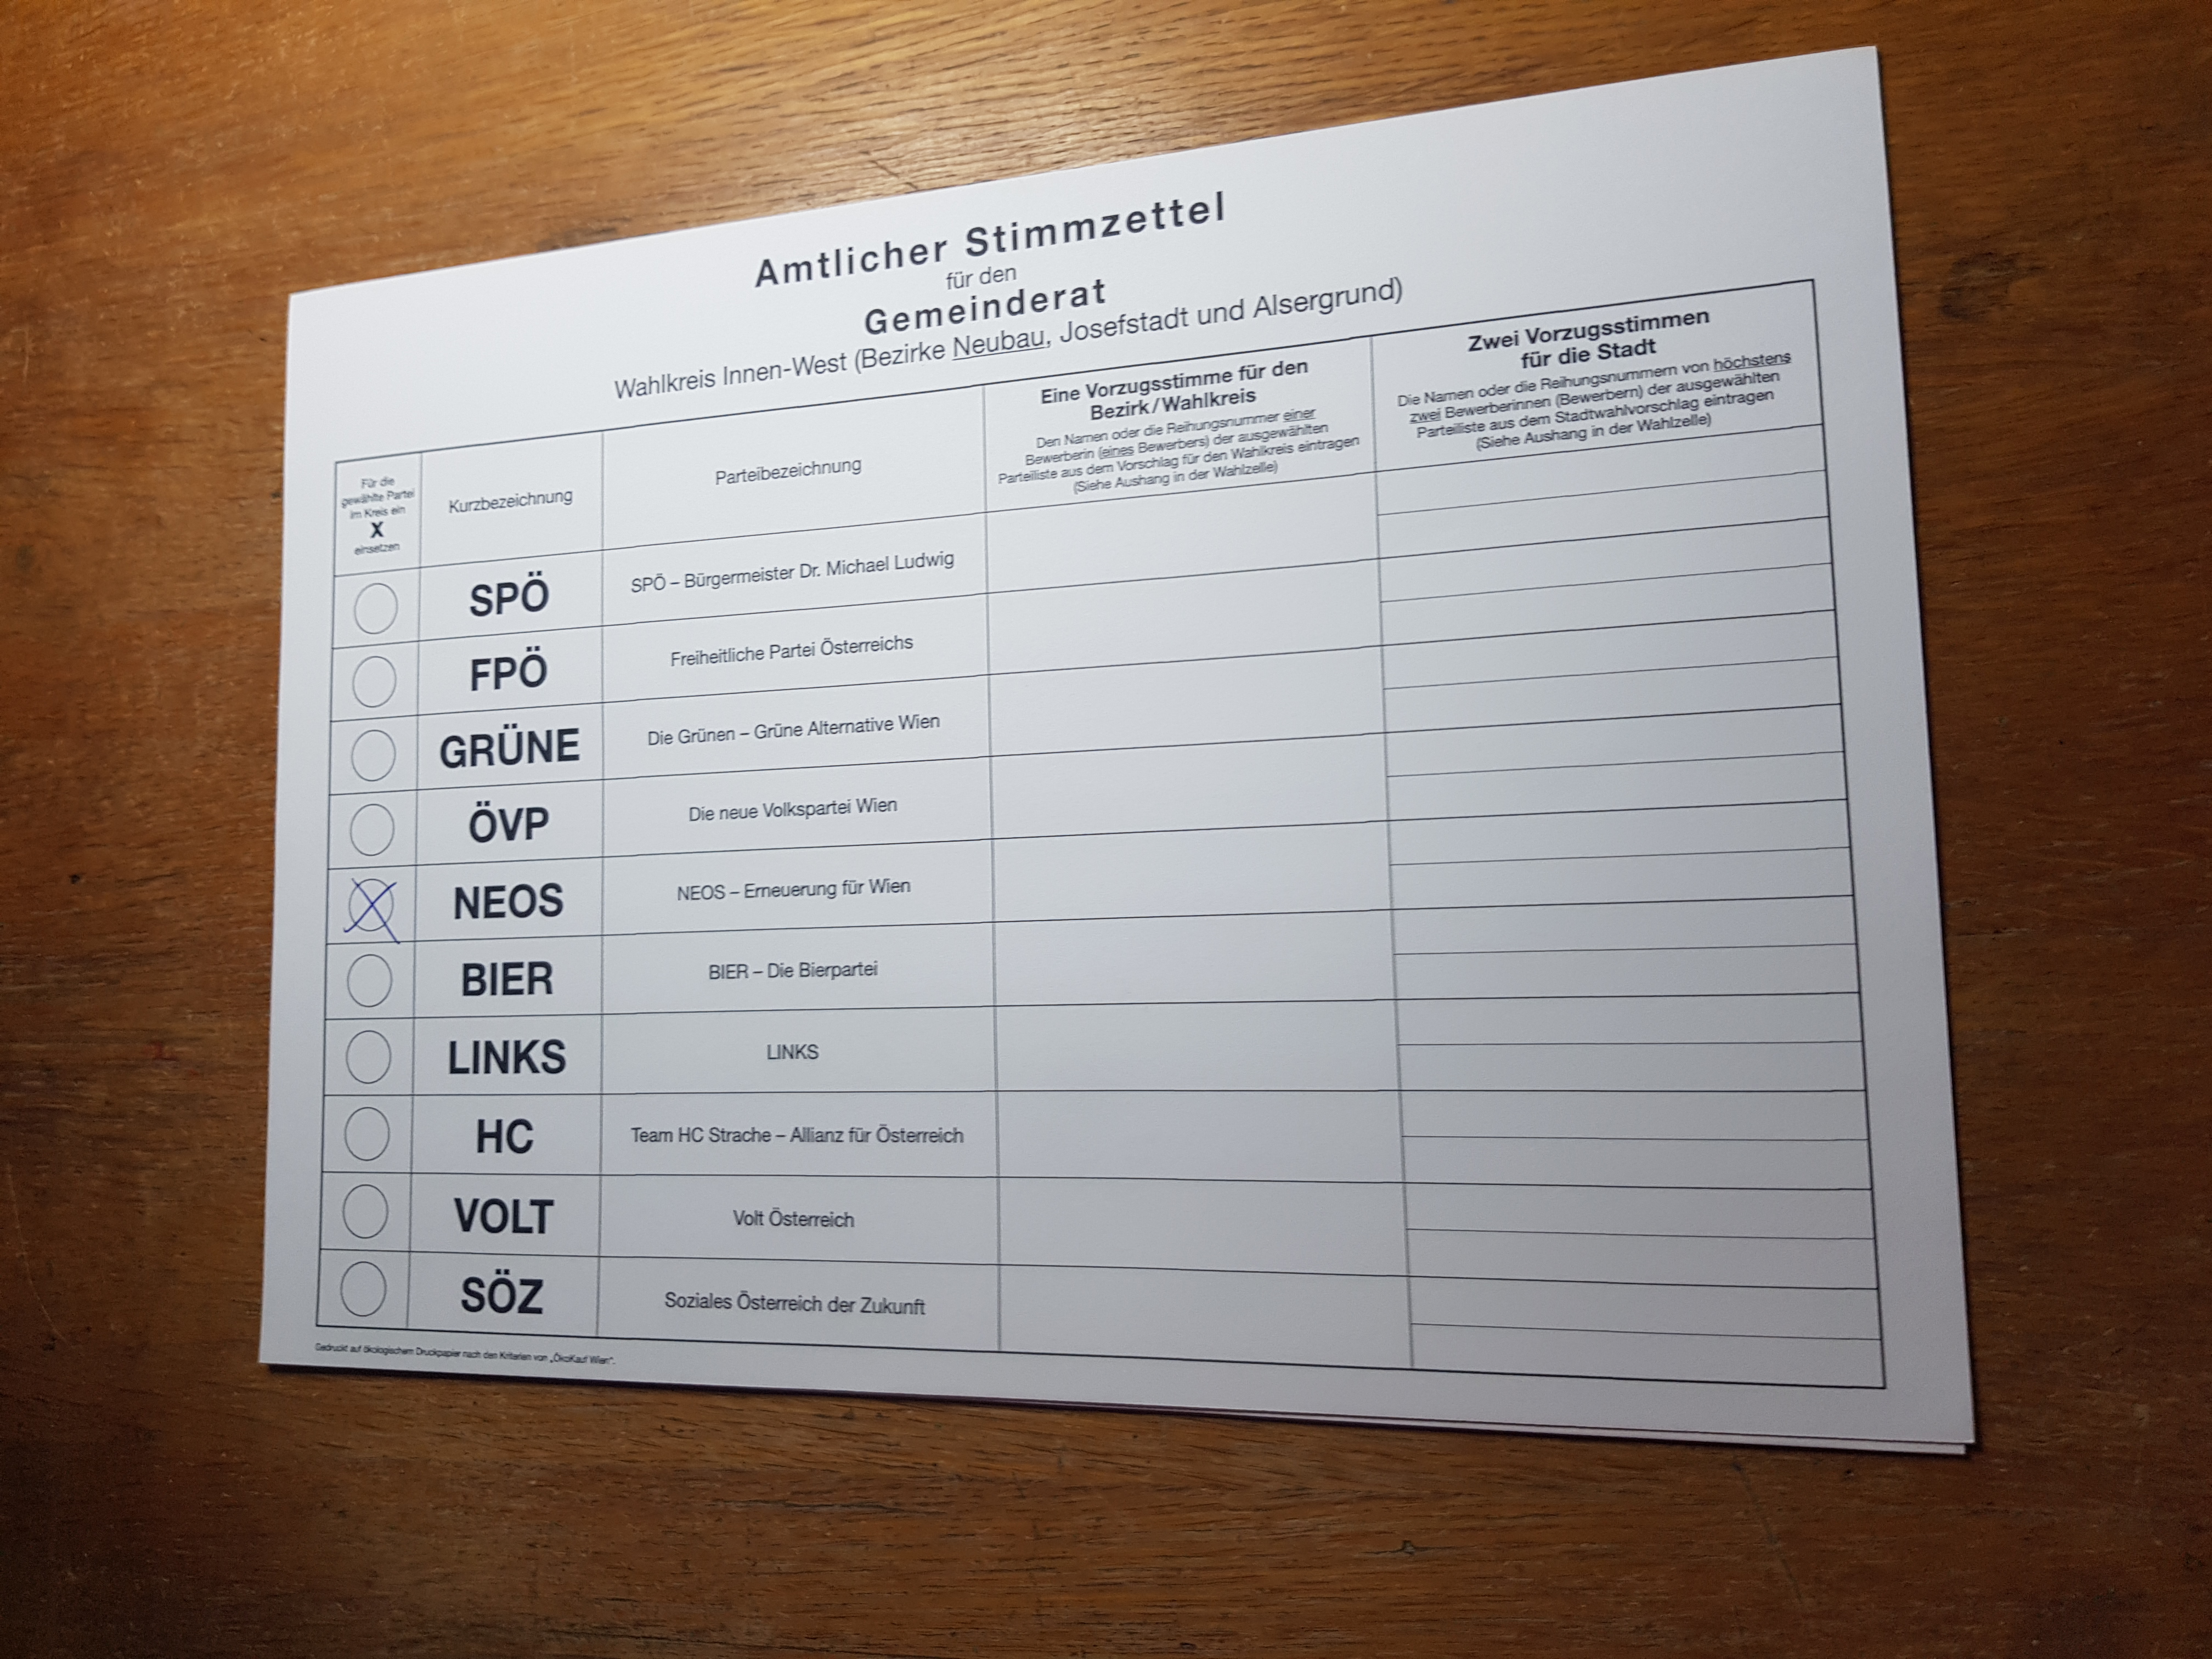 Amtlicher Stimmzettel
für den
Gemeinderat
Wahlkreis Innen-West (Bezirke Neubau, Josefstadt und Alsergrund)
Für die
gewählte Partei
im Kreis ein
X
einsetzen
Kurzbezeichnung
Parteibezeichnung
Eine Vorzugsstimme für den
Bezirk/Wahlkreis
Den Namen oder die Reihungsnummer einer
Bewerberin (eines Bewerbers) der ausgewählten
Parteiliste aus dem Vorschlag für den Wahlkreis eintragen
(Siehe Aushang in der Wahlzelle)
Zwei Vorzugsstimmen
für die Stadt
Die Namen oder die Reihungsnummern von höchstens
zwei Bewerberinnen (Bewerbern) der ausgewählten
Parteiliste aus dem Stadtwahlvorschlag eintragen
(Siehe Aushang in der Wahlzelle)
SPÖ SPÖ – Bürgermeister Dr. Michael Ludwig
FPÖ Freiheitliche Partei Österreichs
GRÜNE Die Grünen – Grüne Alternative Wien
ÖVP Die neue Volkspartei Wien
X NEOS NEOS – Erneuerung für Wien
BIER BIER – Die Bierpartei
LINKS LINKS
HC Team HC Strache – Allianz für Österreich
VOLT Volt Österreich
SÖZ Soziales Österreich der Zukunft
Gedruckt auf ökologischem Druckpapier nach den Kriterien von „ÖkoKauf Wien“.